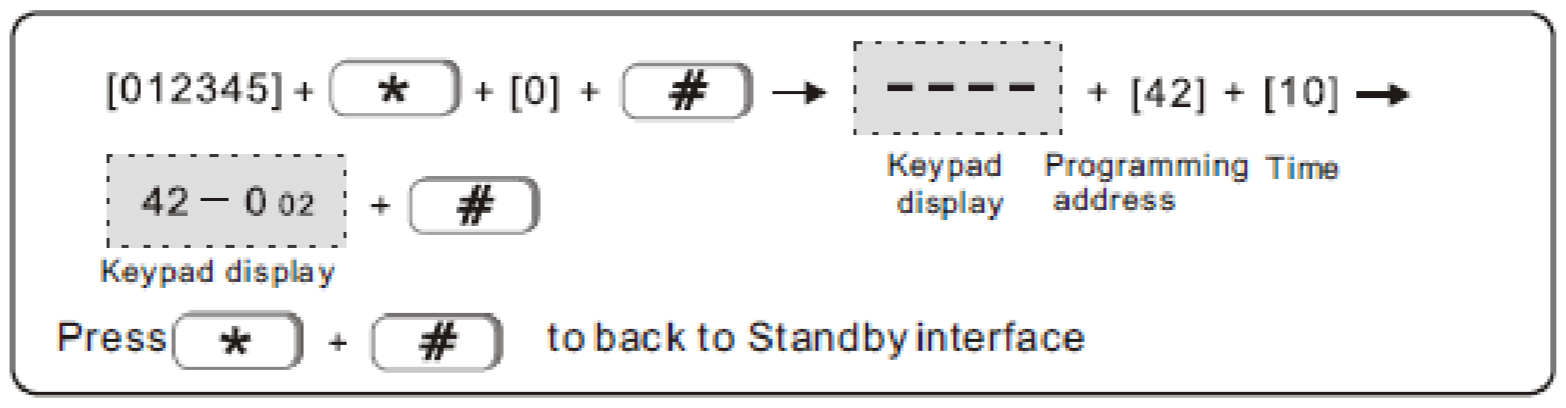 [012345] + * + [0] + # → – – – – + [42] + [10] →
Keypad display Programming address Time
42 – 0 02 + #
Keypad display
Press * + # to back to Standby interface